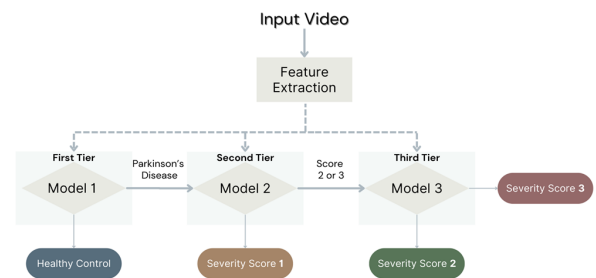 Input Video
Feature
Extraction
First Tier
Second Tier
Third Tier
Parkinson's
Disease
Score
2 or 3
Model 1
Model 2
Model 3
Severity Score 3
Healthy Control
Severity Score 1
Severity Score 2